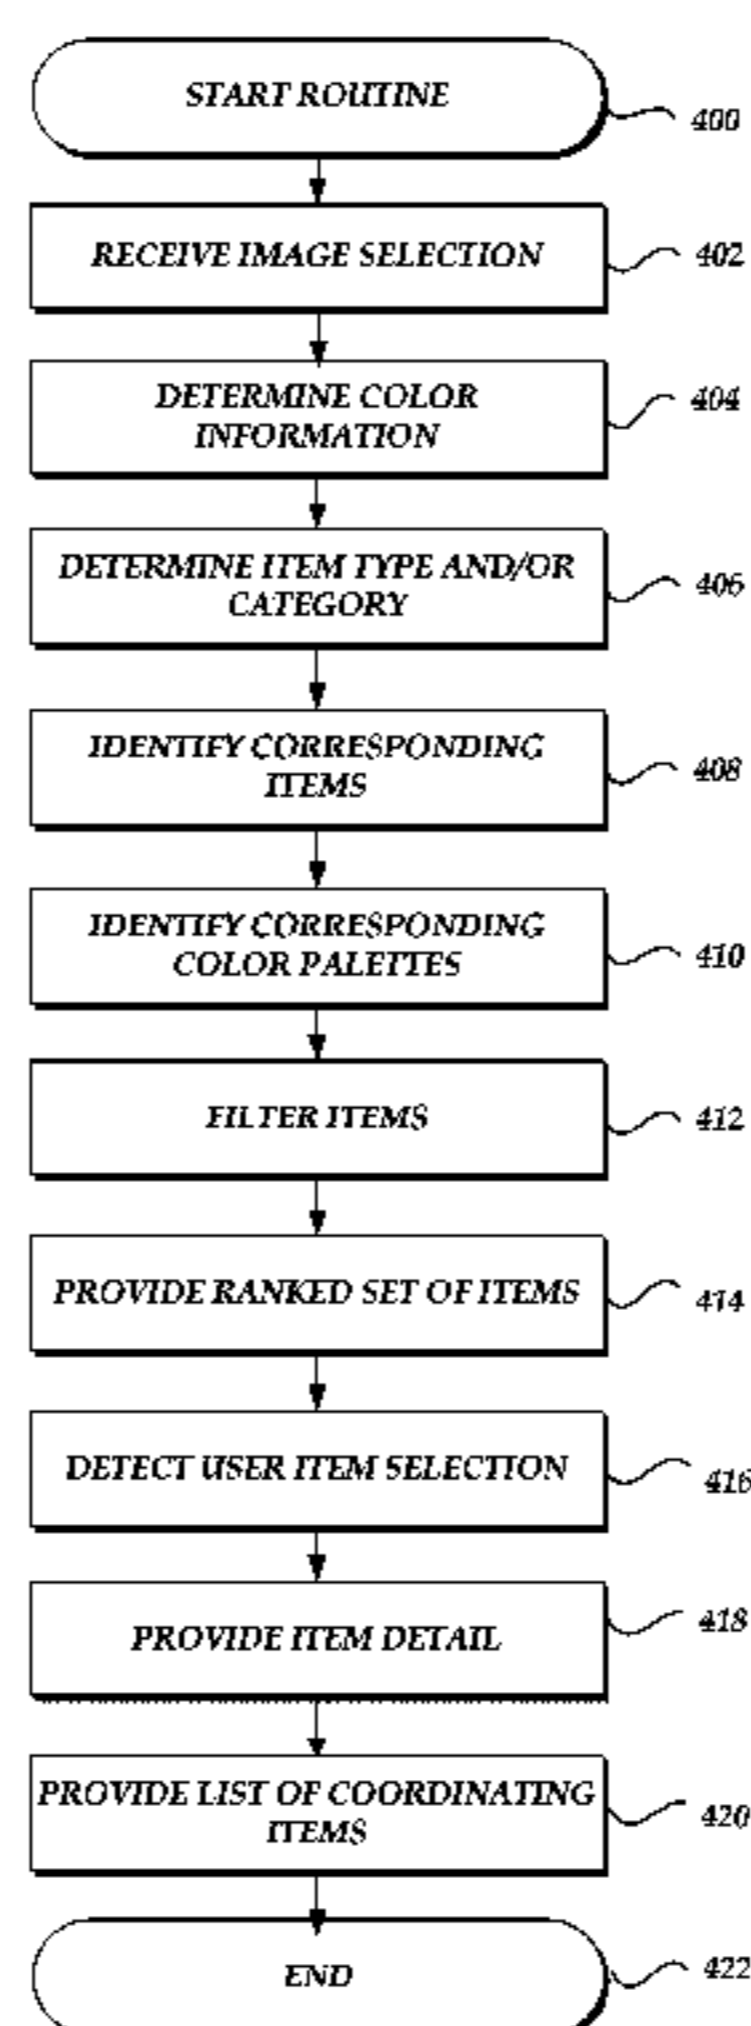 START ROUTINE
400
RECEIVE IMAGE SELECTION
402
DETERMINE COLOR
INFORMATION
404
DETERMINE ITEM TYPE AND/OR
CATEGORY
406
IDENTIFY CORRESPONDING
ITEMS
408
IDENTIFY CORRESPONDING
COLOR PALETTES
410
FILTER ITEMS
412
PROVIDE RANKED SET OF ITEMS
414
DETECT USER ITEM SELECTION
416
PROVIDE ITEM DETAIL
418
PROVIDE LIST OF COORDINATING
ITEMS
420
END
422